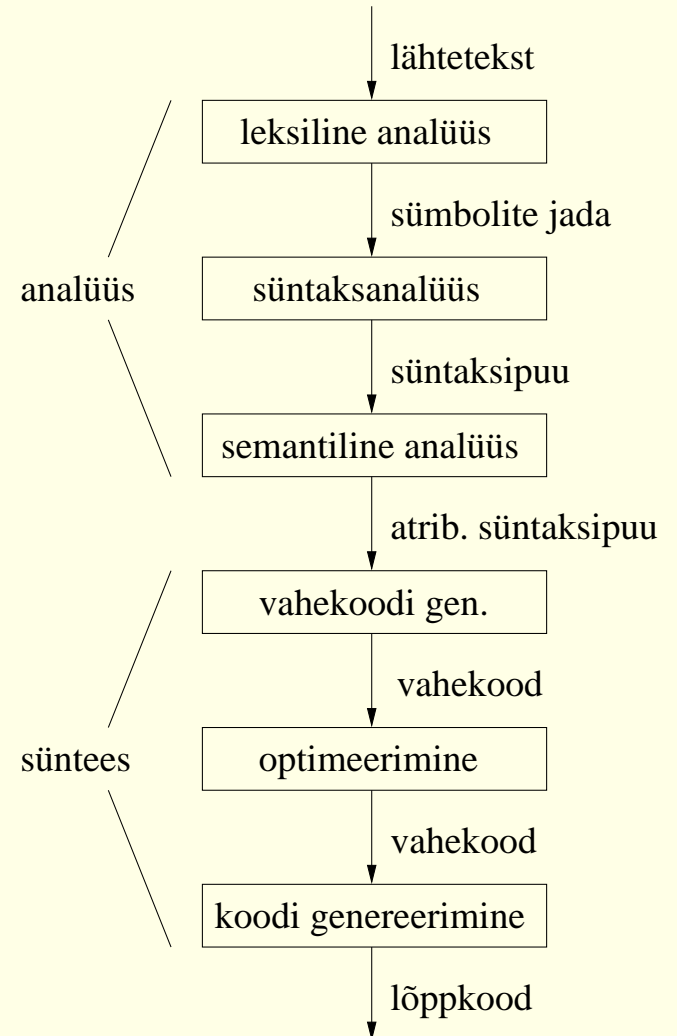 lähtetekst
leksiline analüüs
sümbolite jada
analüüs
süntaksanalüüs
süntaksipuu
semantiline analüüs
atrib. süntaksipuu
vahekoodi gen.
vahekood
süntees
optimeerimine
vahekood
koodi genereerimine
lõppkood